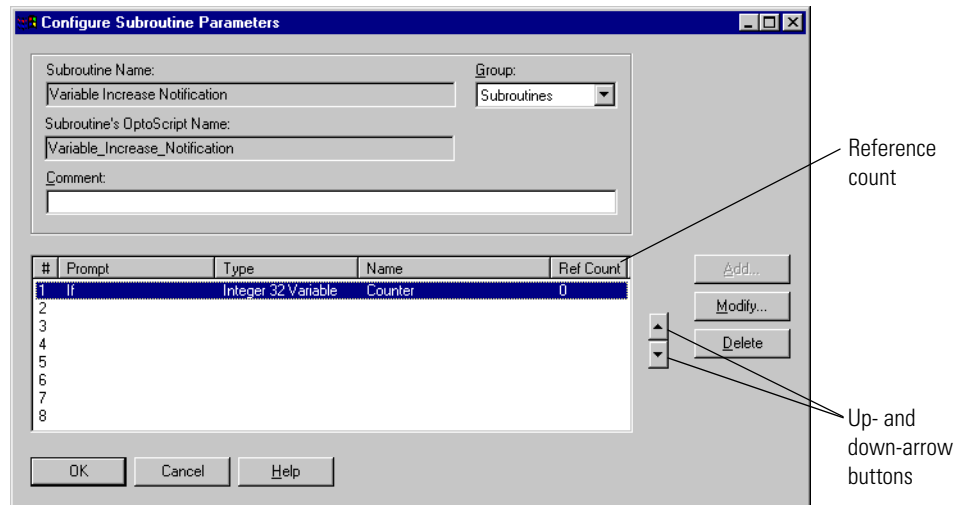 Configure Subroutine Parameters
Subroutine Name:
Variable Increase Notification
Group:
Subroutines
Subroutine's OptoScript Name:
Variable_Increase_Notification
Comment:
Reference
count
# Prompt Type Name Ref Count
1 If Integer 32 Variable Counter 0
2
3
4
5
6
7
8
Add...
Modify...
Delete
Up- and
down-arrow
buttons
OK Cancel Help